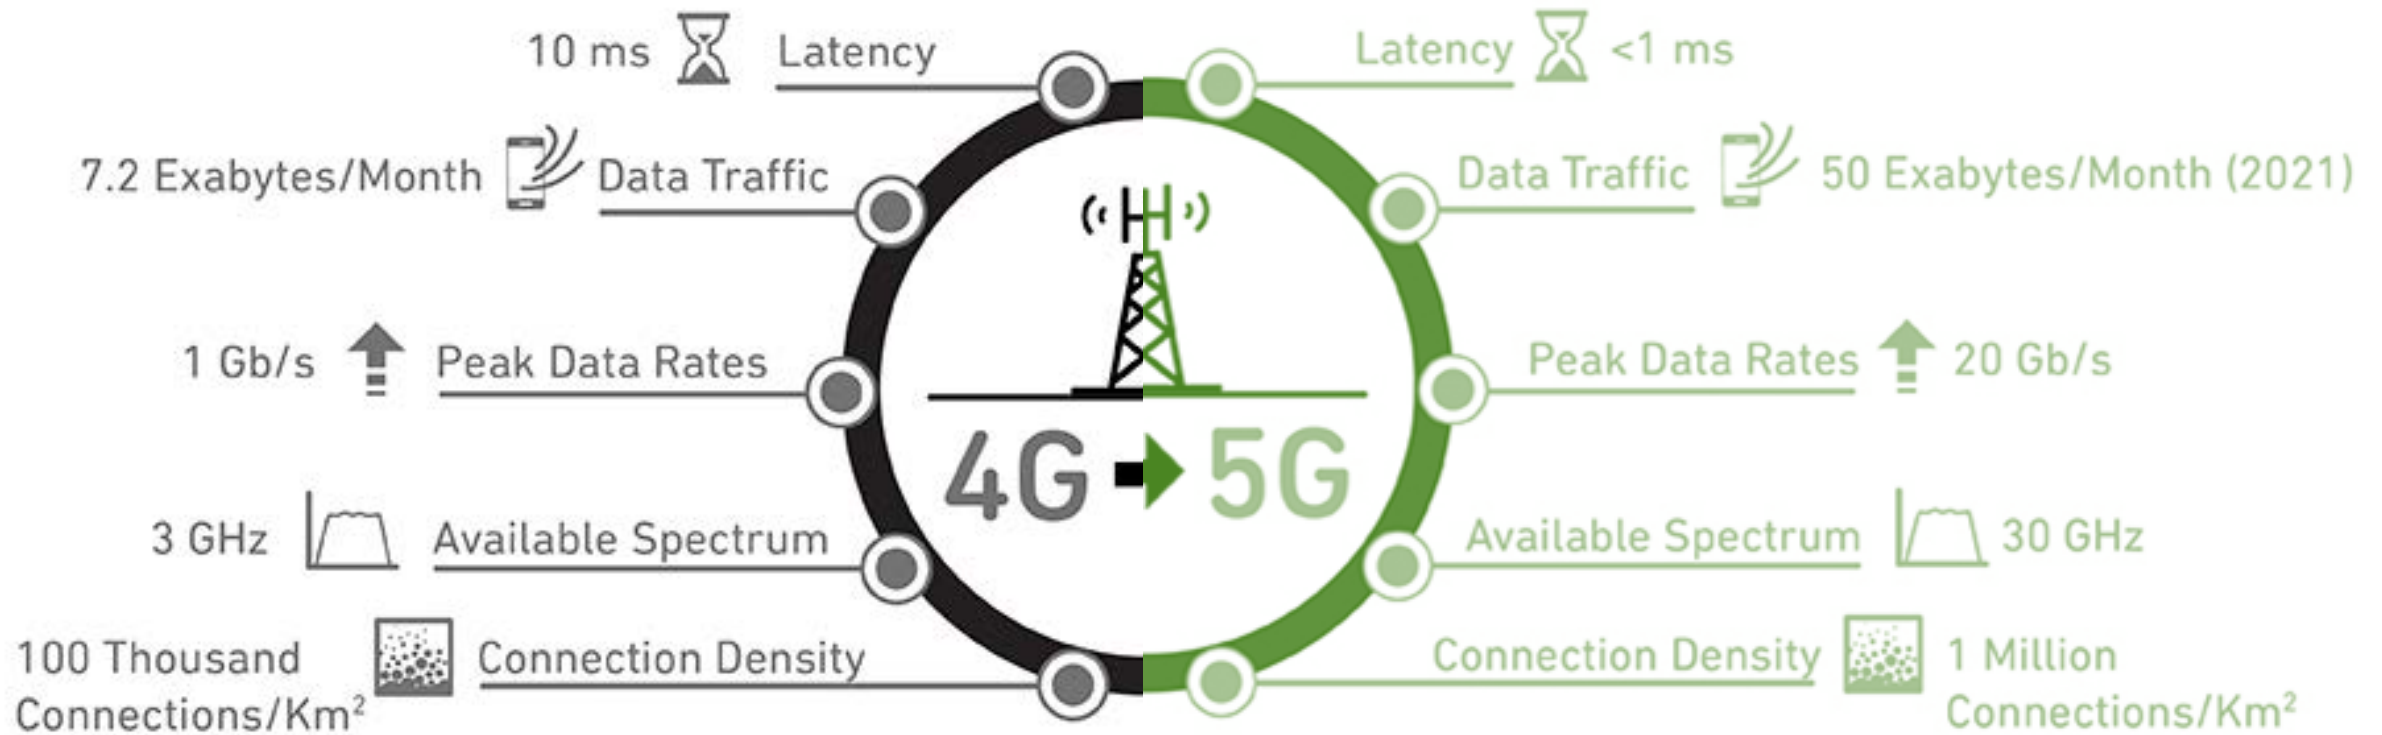 10 ms Latency
7.2 Exabytes/Month Data Traffic
1 Gb/s Peak Data Rates
3 GHz Available Spectrum
100 Thousand
Connections/Km²
Connection Density
4G
5G
Latency <1 ms
Data Traffic 50 Exabytes/Month (2021)
Peak Data Rates 20 Gb/s
Available Spectrum 30 GHz
Connection Density
1 Million
Connections/Km²